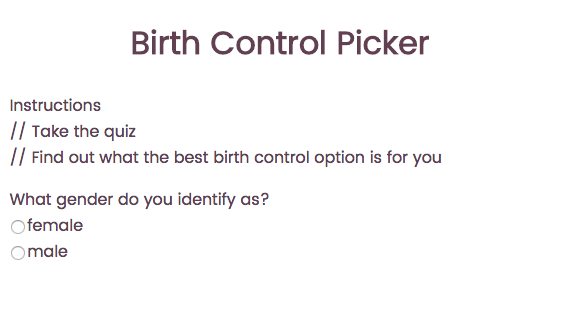 Birth Control Picker
Instructions
// Take the quiz
// Find out what the best birth control option is for you
What gender do you identify as?
female
male